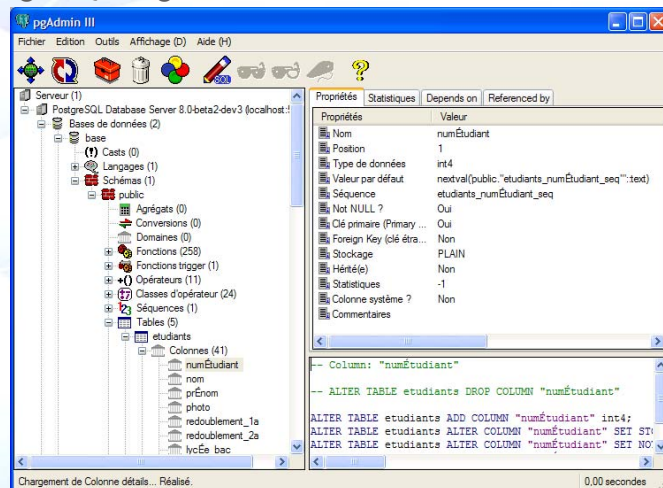 pgAdmin III
Fichier Edition Outils Affichage (D) Aide (H)
SQL
Serveur (1)
PostgreSQL Database Server 8.0-beta2-dev3 (localhost:5
Bases de données (2)
base
Casts (0)
Langages (1)
Schémas (1)
public
Agrégats (0)
Conversions (0)
Domaines (0)
Fonctions (258)
Fonctions trigger (1)
Opérateurs (11)
Classes d'opérateur (24)
Séquences (1)
Tables (5)
etudiants
Colonnes (41)
numÉtudiant
nom
prÉnom
photo
redoublement_1a
redoublement_2a
lycÉe_bac
Propriétés Statistiques Depends on Referenced by
Propriétés Valeur
Nom numÉtudiant
Position 1
Type de données int4
Valeur par défaut nextval('public."etudiants_numÉtudiant_seq"'::text)
Séquence etudiants_numÉtudiant_seq
Not NULL ? Oui
Clé primaire (Primary ... Oui
Foreign Key (clé étra... Non
Stockage PLAIN
Hérité(e) Non
Statistiques -1
Colonne système ? Non
Commentaires
-- Column: "numÉtudiant"
-- ALTER TABLE etudiants DROP COLUMN "numÉtudiant"
ALTER TABLE etudiants ADD COLUMN "numÉtudiant" int4;
ALTER TABLE etudiants ALTER COLUMN "numÉtudiant" SET STO
ALTER TABLE etudiants ALTER COLUMN "numÉtudiant" SET NOT
Chargement de Colonne détails... Réalisé. 0,00 secondes